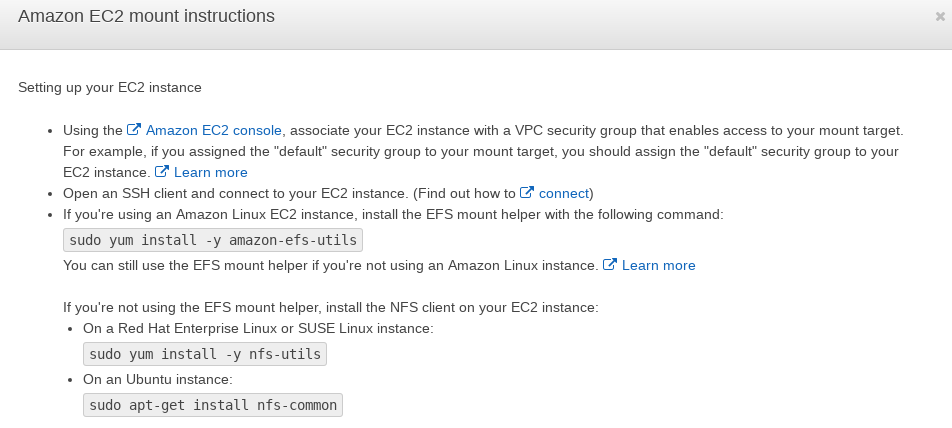 Amazon EC2 mount instructions
Setting up your EC2 instance
Using the Amazon EC2 console, associate your EC2 instance with a VPC security group that enables access to your mount target.
For example, if you assigned the "default" security group to your mount target, you should assign the "default" security group to your
EC2 instance. Learn more
Open an SSH client and connect to your EC2 instance. (Find out how to connect)
If you're using an Amazon Linux EC2 instance, install the EFS mount helper with the following command:
sudo yum install -y amazon-efs-utils
You can still use the EFS mount helper if you're not using an Amazon Linux instance. Learn more
If you're not using the EFS mount helper, install the NFS client on your EC2 instance:
On a Red Hat Enterprise Linux or SUSE Linux instance:
sudo yum install -y nfs-utils
On an Ubuntu instance:
sudo apt-get install nfs-common